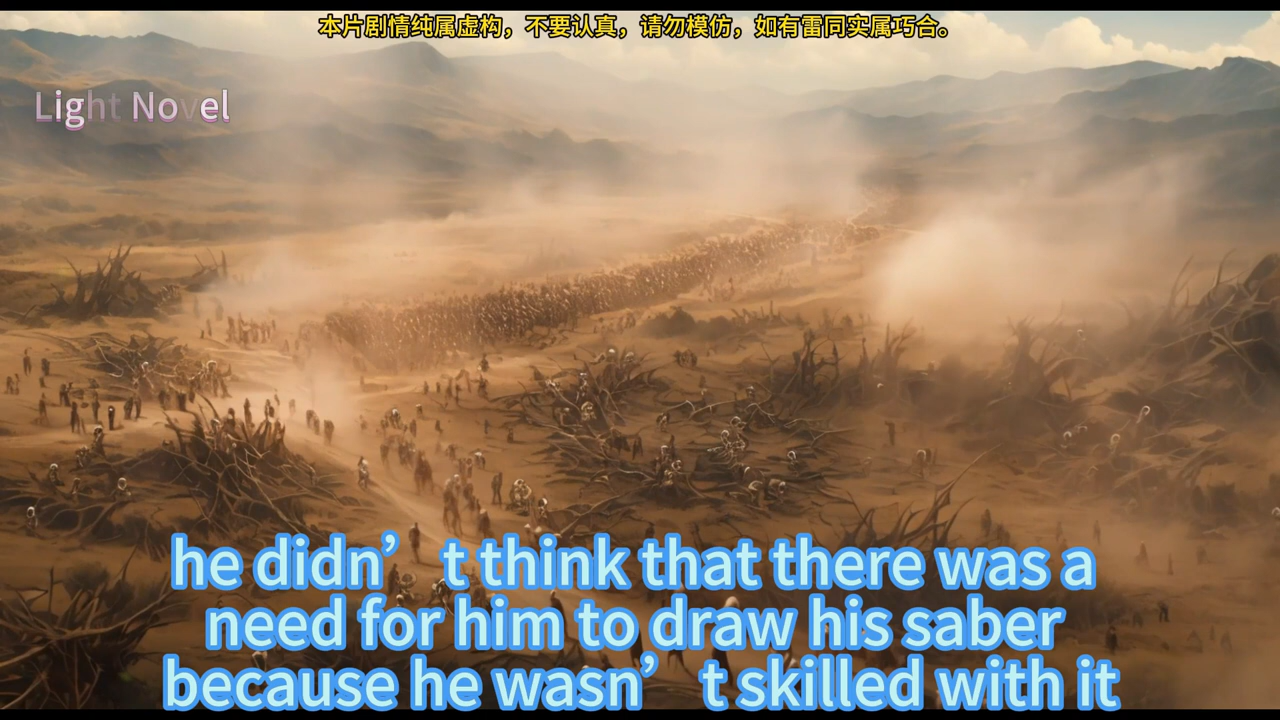 本片剧情纯属虚构，不要认真，请勿模仿，如有雷同实属巧合。
Light Novel
he didn’t think that there was a
need for him to draw his saber
because he wasn’t skilled with it